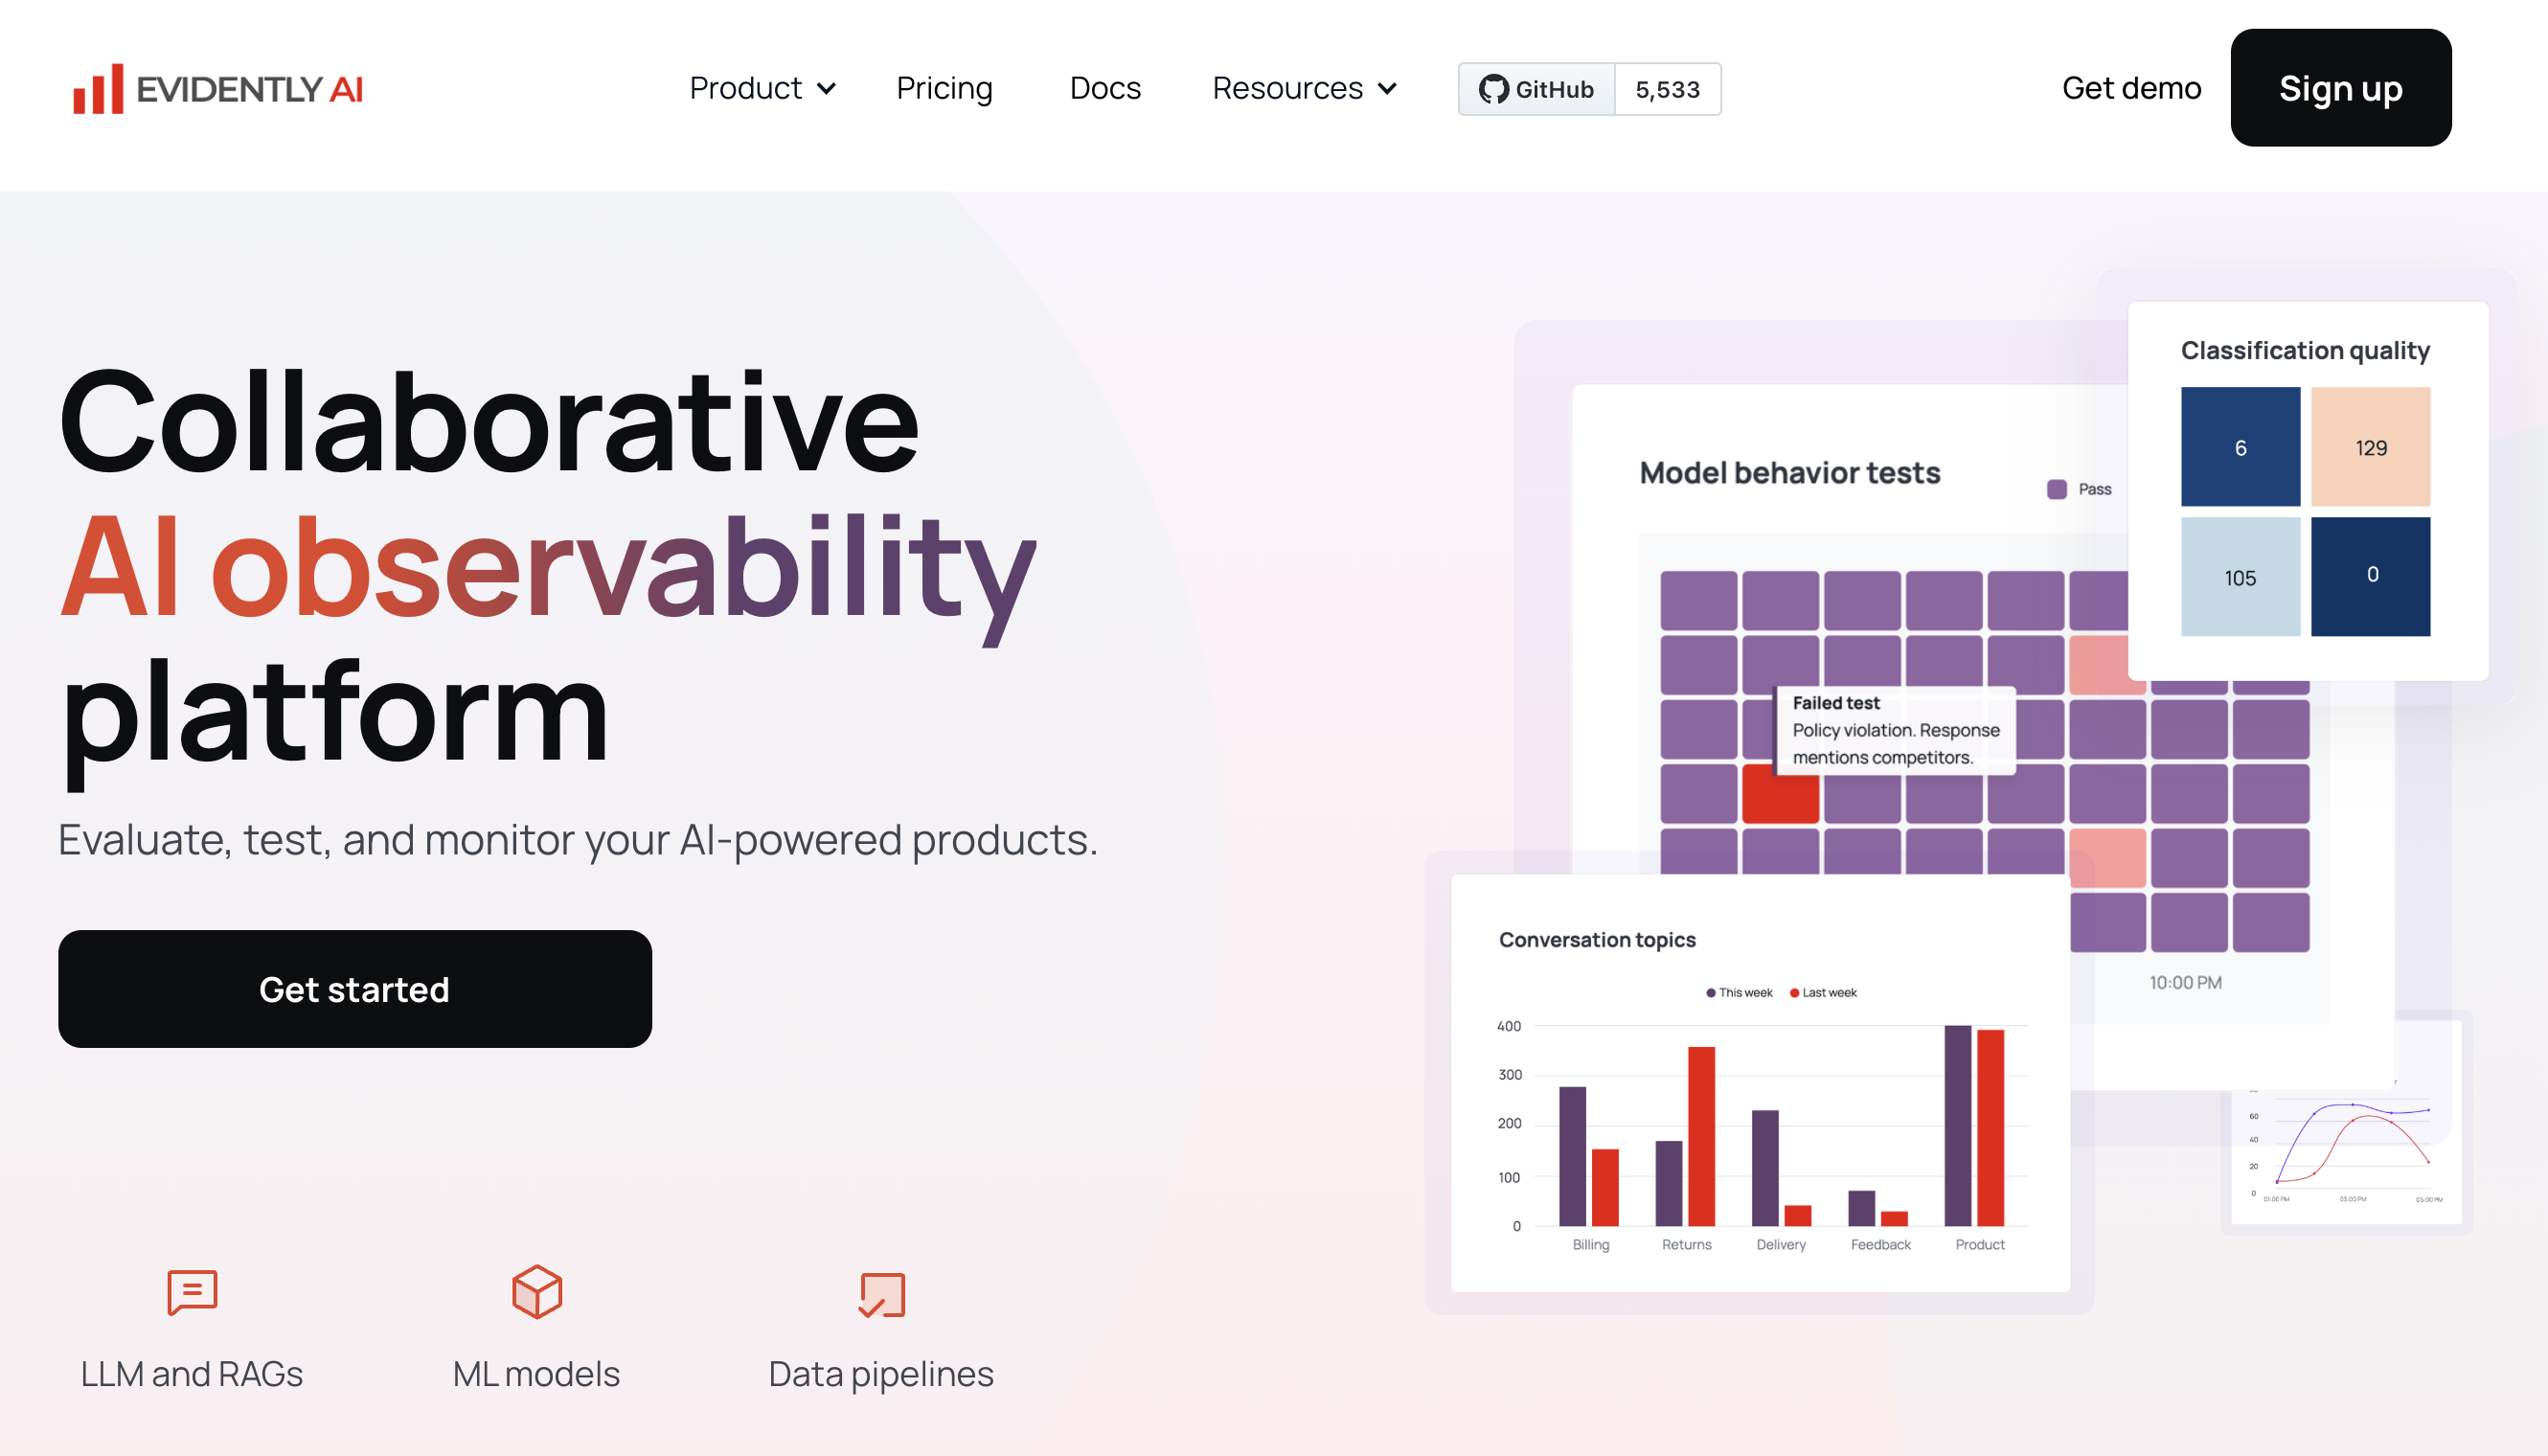 EVIDENTLY AI
Product
Pricing
Docs
Resources
GitHub
5,533
Get demo
Sign up
Collaborative
AI observability
platform
Evaluate, test, and monitor your AI-powered products.
Get started
LLM and RAGs
ML models
Data pipelines
Classification quality
6
129
105
0
Model behavior tests
Pass
Failed test
Policy violation. Response
mentions competitors.
10:00 PM
Conversation topics
This week
Last week
400
300
200
100
0
Billing
Returns
Delivery
Feedback
Product
60
40
20
0
01:00 PM
03:00 PM
05:00 PM